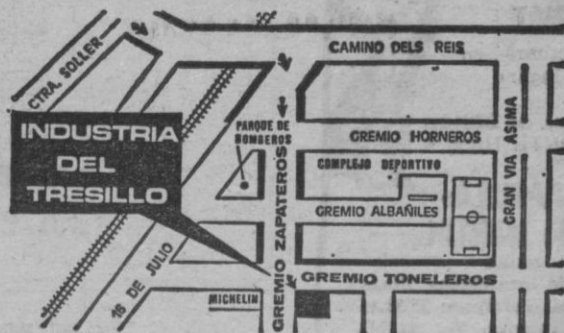 CAMINO DELS REIS
CTRA. SOLLER
INDUSTRIA
DEL
TRESILLO
PARQUE DE
BOMBEROS
GREMIO HORNEROS
COMPLEJO DEPORTIVO
GREMIO ALBAÑILES
GREMIO ZAPATEROS
GRAN VIA ASIMA
GREMIO TONELEROS
16 DE JULIO
MICHELIN